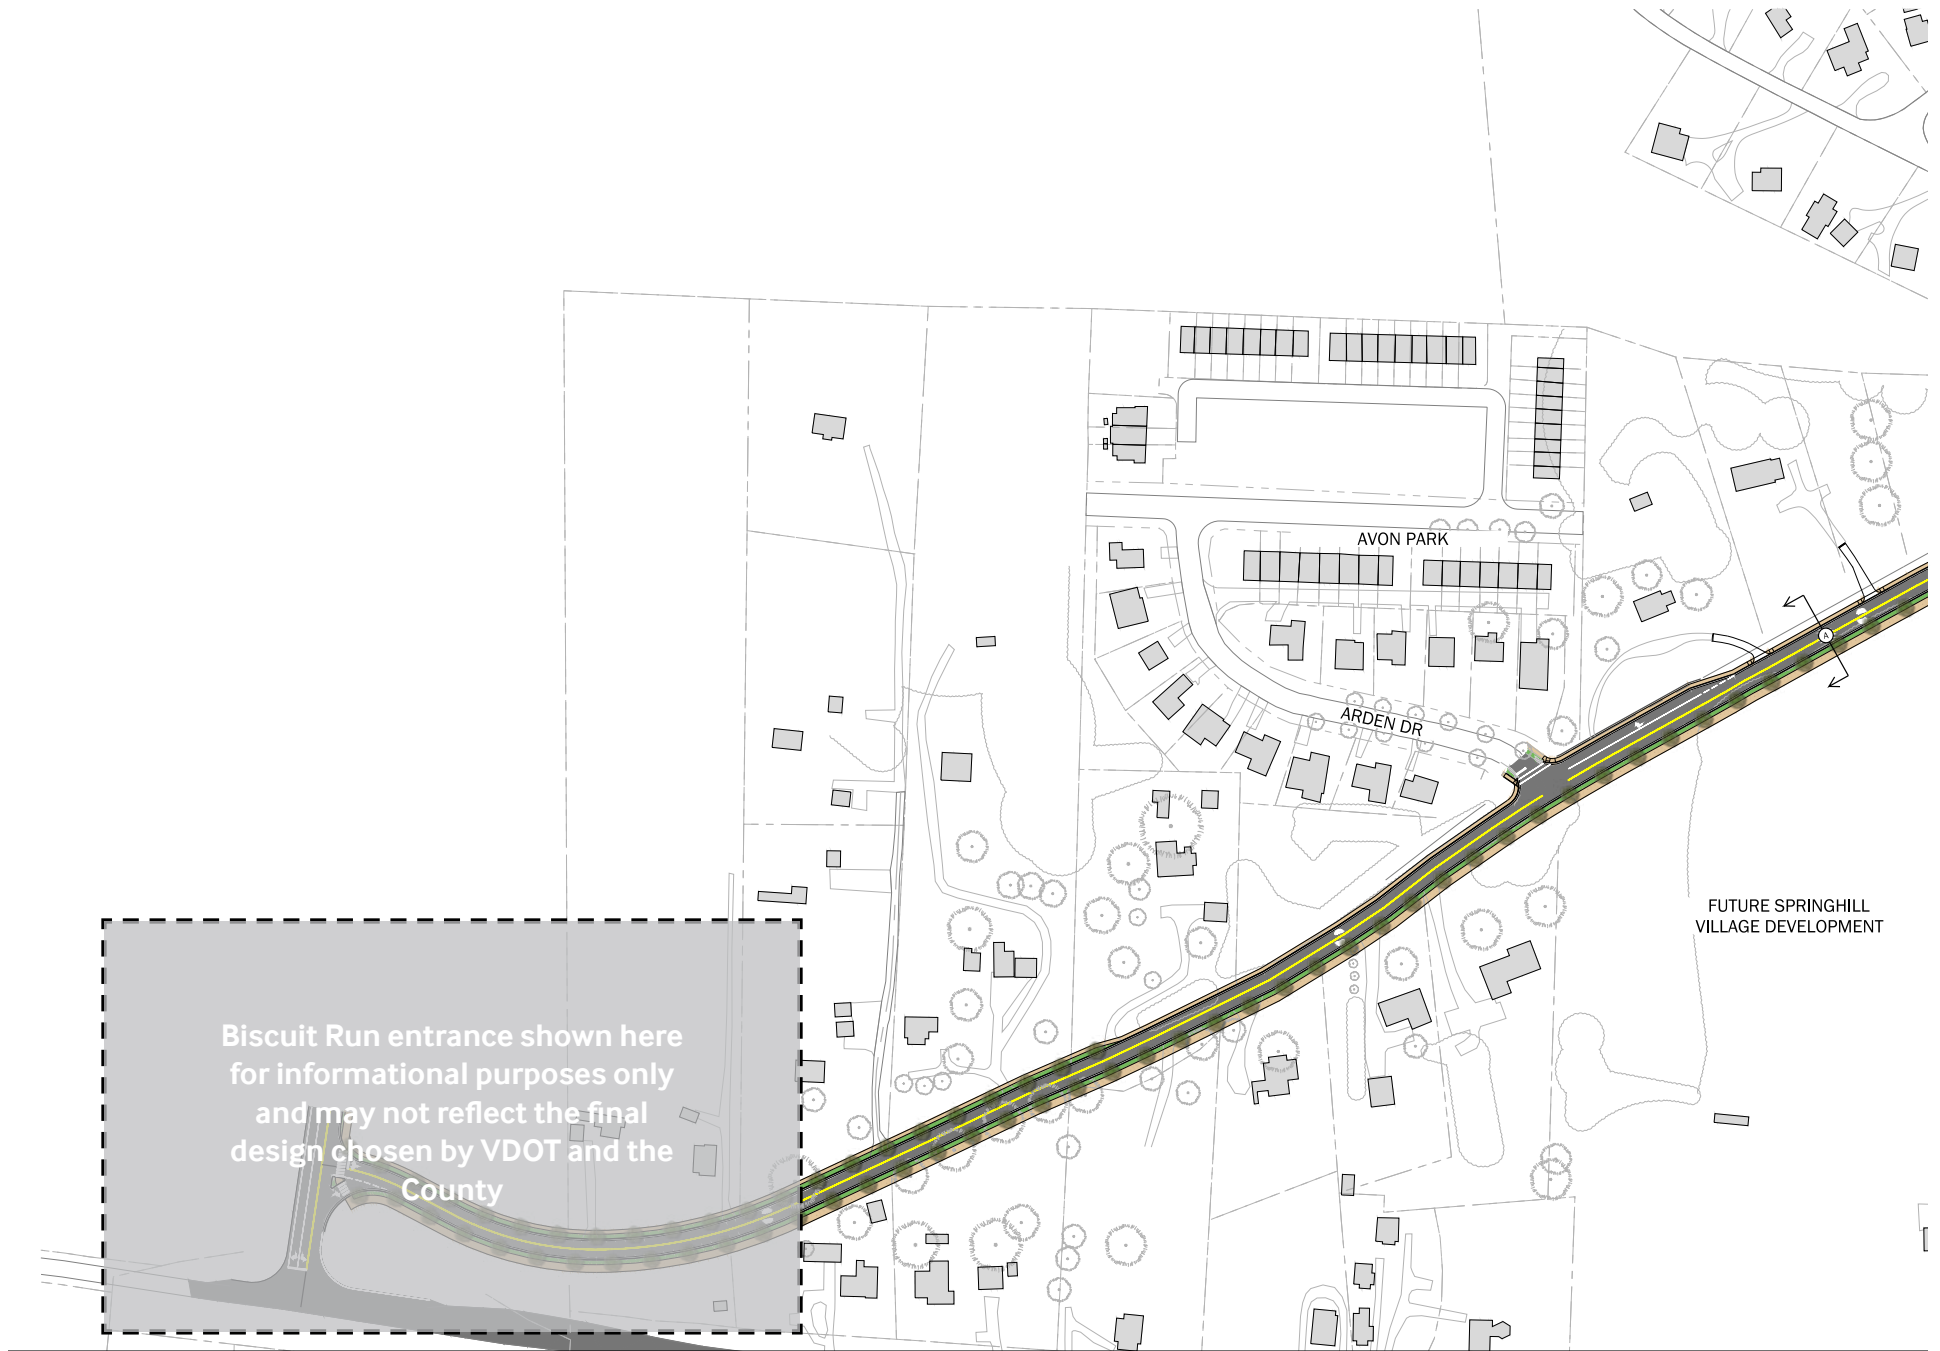 AVON PARK
A
ARDEN DR
FUTURE SPRINGHILL
VILLAGE DEVELOPMENT
Biscuit Run entrance shown here
for informational purposes only
and may not reflect the final
design chosen by VDOT and the
County